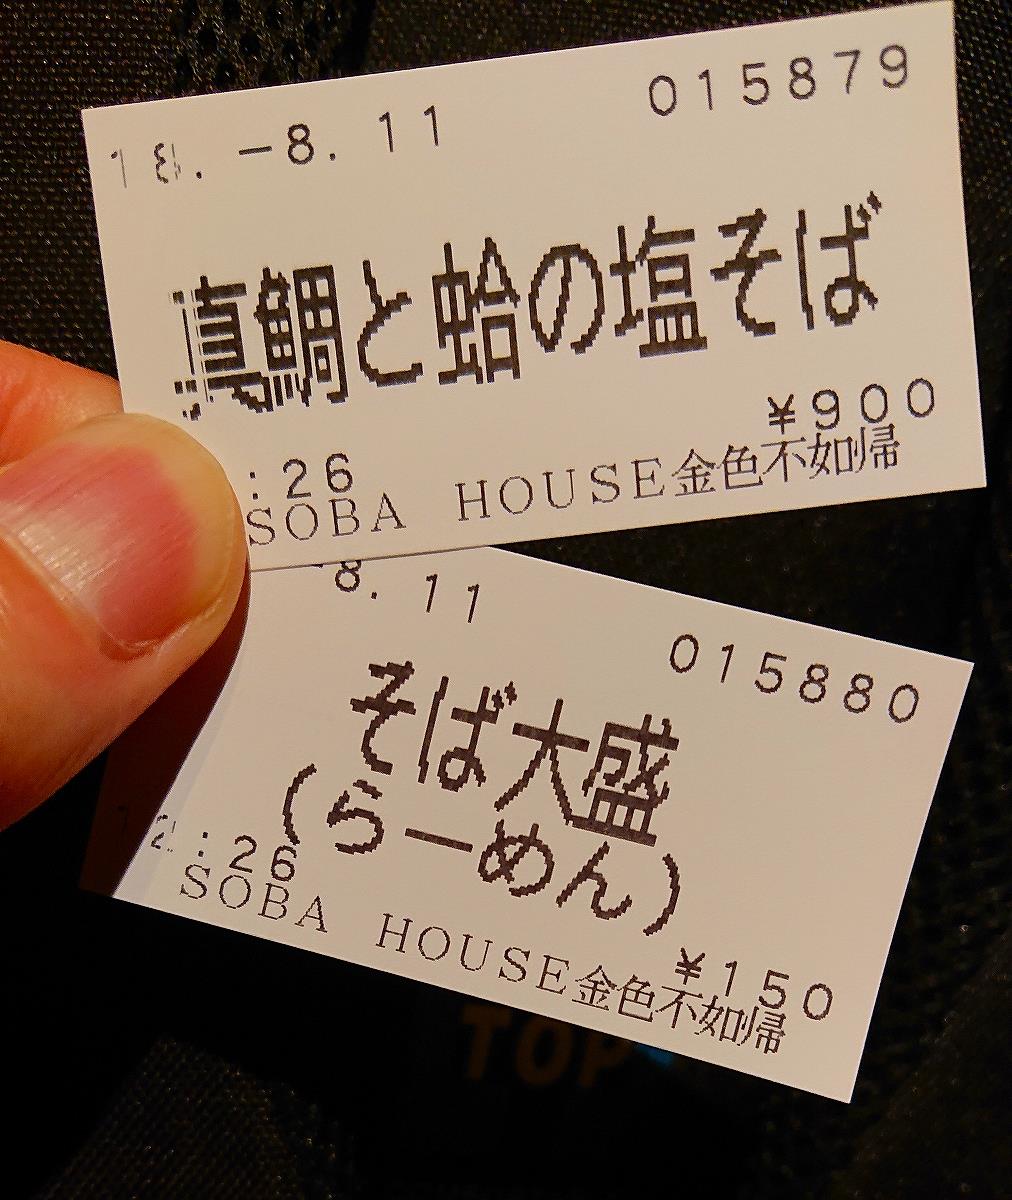 18.-8.11 015879
真鯛と蛤の塩そば
¥900
:26
SOBA HOUSE金色不如帰
8.11 015880
そば大盛
(らーめん)
12:26 ¥150
SOBA HOUSE金色不如帰
TOP